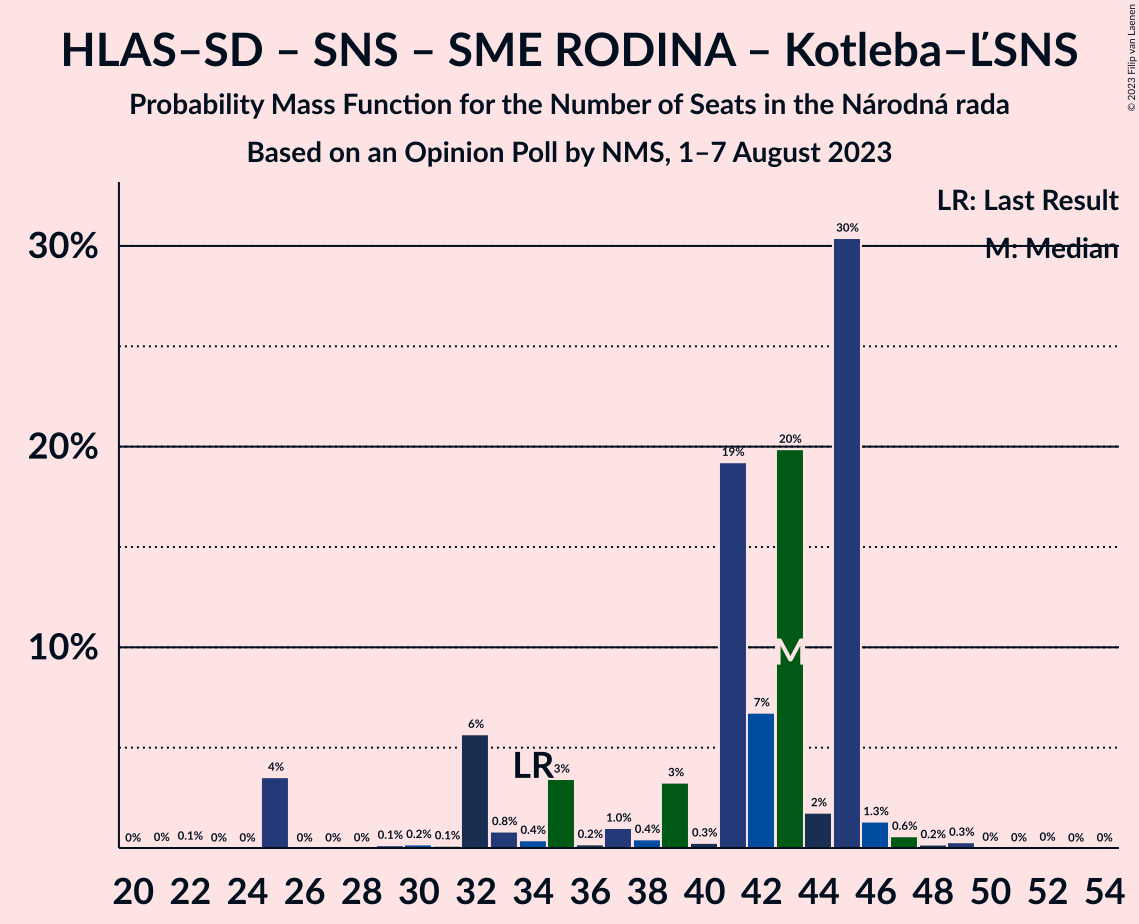 HLAS–SD – SNS – SME RODINA – Kotleba–ĽSNS
Probability Mass Function for the Number of Seats in the Národná rada
Based on an Opinion Poll by NMS, 1–7 August 2023
© 2023 Filip van Laenen
LR: Last Result
M: Median
30%
20%
10%
0% 0% 0.1% 0% 0% 4% 0% 0% 0% 0.1% 0.2% 0.1% 6% 0.8% 0.4% 3% 0.2% 1.0% 0.4% 3% 0.3% 19% 7% 20% 2% 30% 1.3% 0.6% 0.2% 0.3% 0% 0% 0% 0% 0%
LR
M
20 22 24 26 28 30 32 34 36 38 40 42 44 46 48 50 52 54